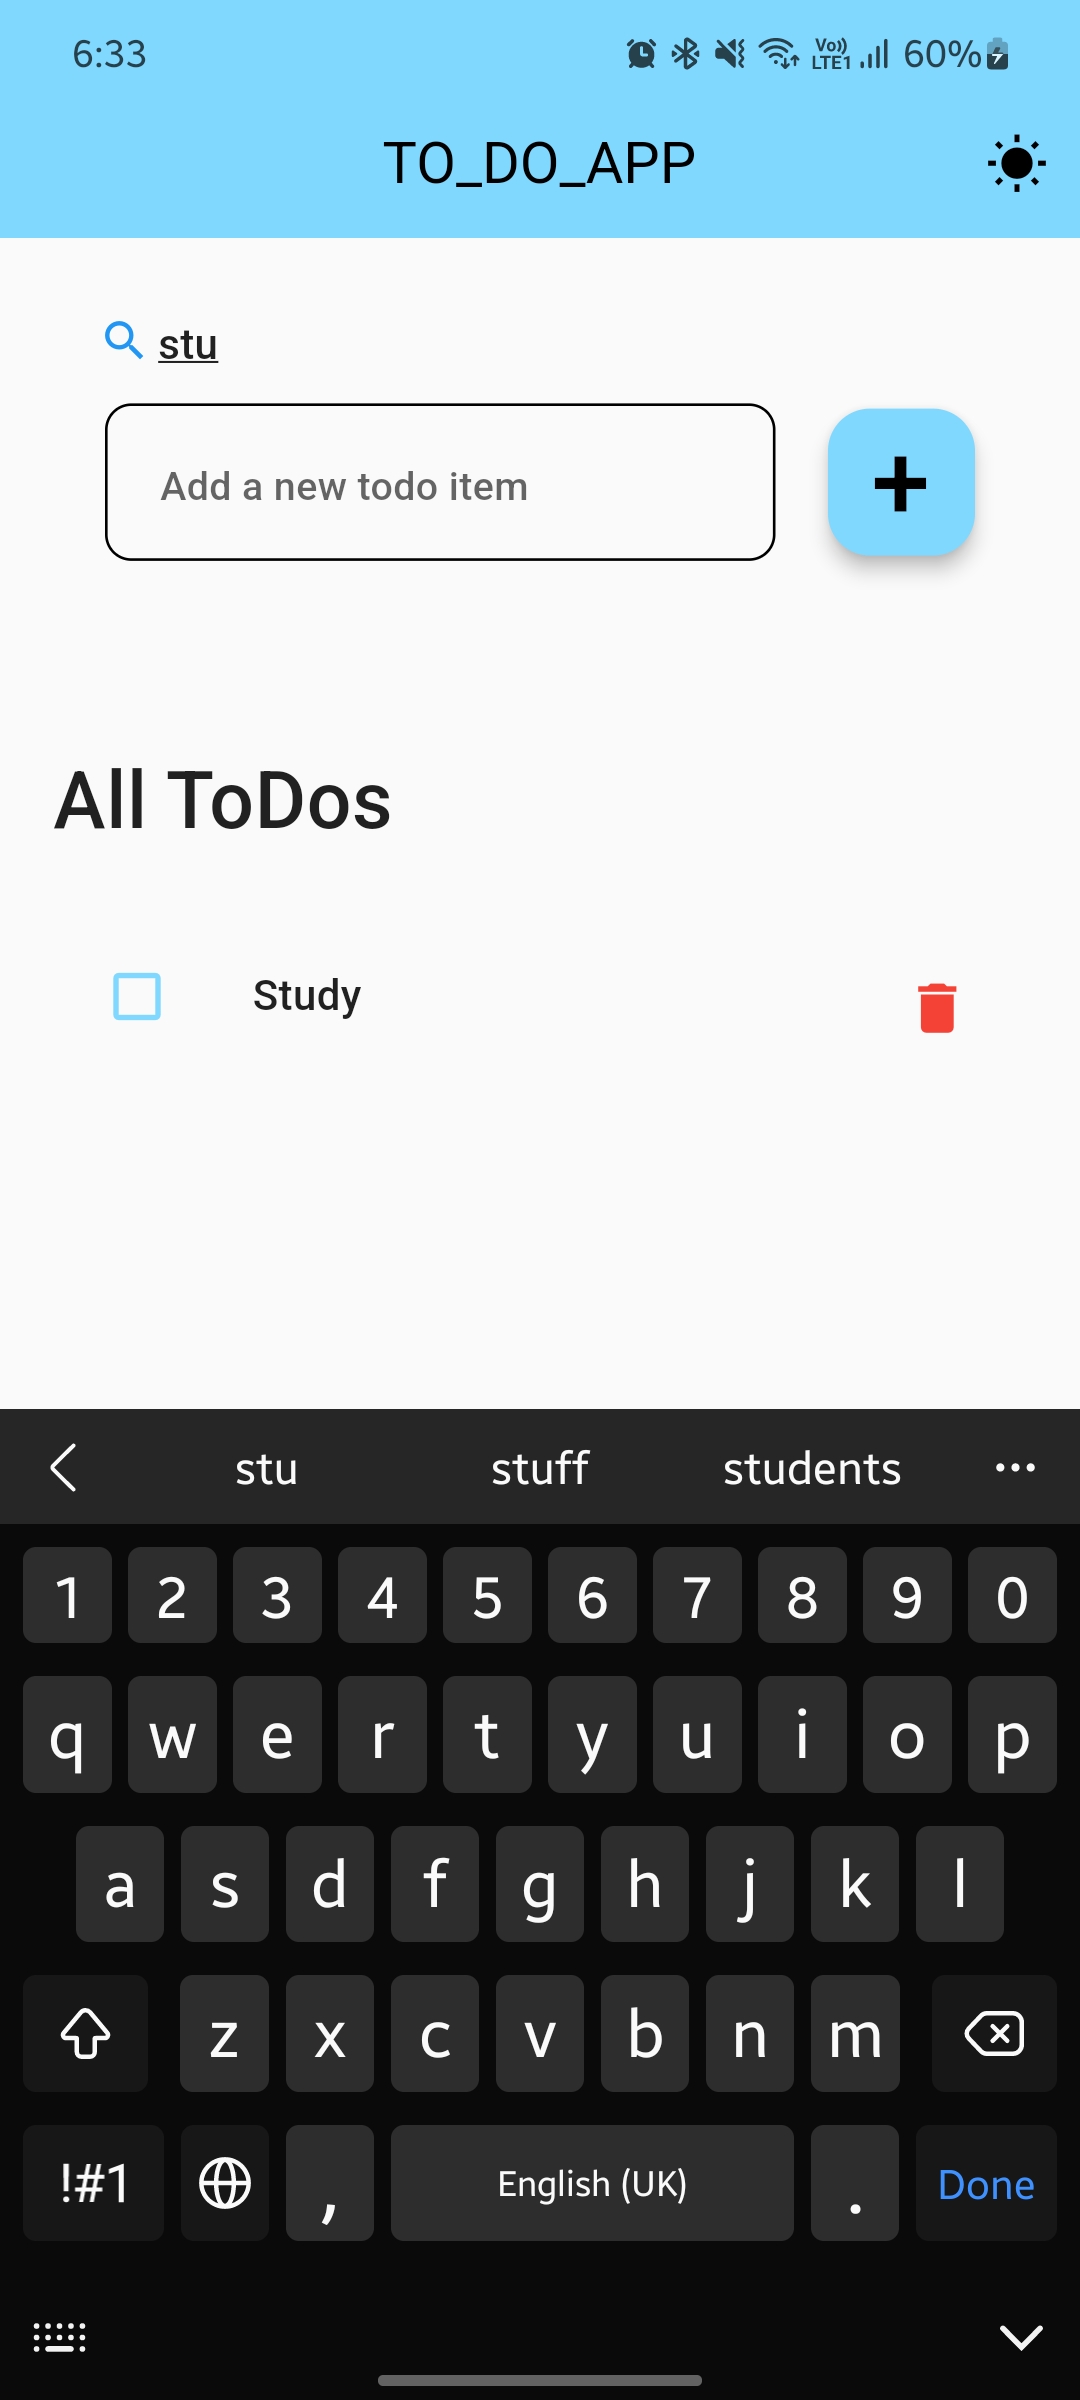 6:33 Vo)) LTE1 60%
TO_DO_APP
stu
Add a new todo item
All ToDos
Study
stu stuff students
1 2 3 4 5 6 7 8 9 0
q w e r t y u i o p
a s d f g h j k l
z x c v b n m
!#1 , English (UK) . Done